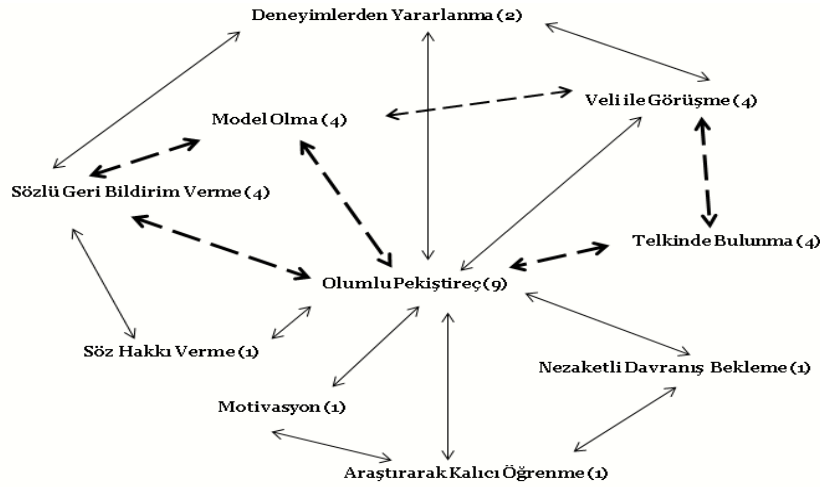 Deneyimlerden Yararlanma (2)
Veli ile Görüşme (4)
Model Olma (4)
Sözlü Geri Bildirim Verme (4)
Telkinde Bulunma (4)
Olumlu Pekiştireç (9)
Söz Hakkı Verme (1)
Nezaketli Davranış Bekleme (1)
Motivasyon (1)
Araştırarak Kalıcı Öğrenme (1)